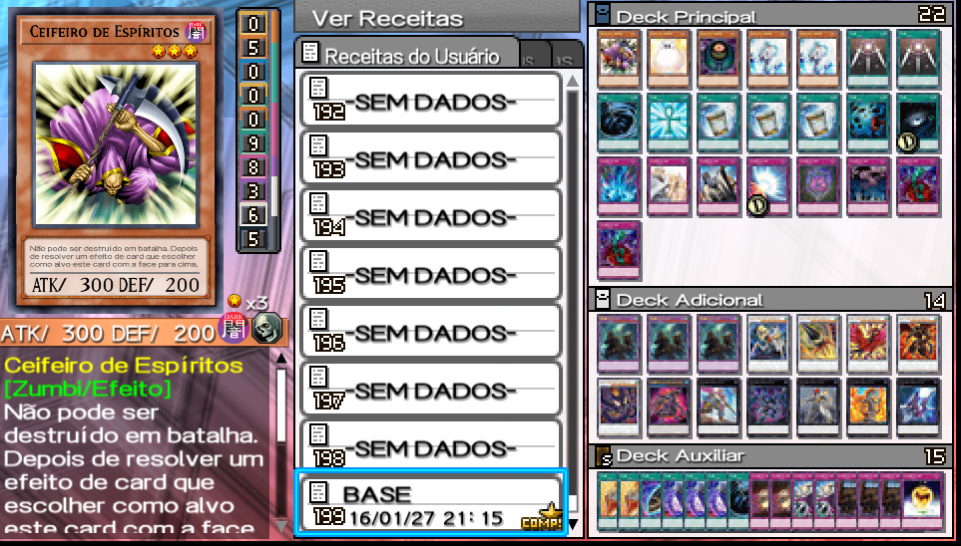 CEIFEIRO DE ESPÍRITOS 闇
Não pode ser destruído em batalha. Depois
de resolver um efeito de card que escolher
como alvo este card com a face para cima,
ATK/ 300 DEF/ 200
0
5
0
0
0
9
8
3
6
5
x3
ATK/ 300 DEF/ 200 DARK 闇
Ceifeiro de Espíritos
[Zumbi/Efeito]
Não pode ser
destruído em batalha.
Depois de resolver um
efeito de card que
escolher como alvo
este card com a face
Ver Receitas
Receitas do Usuário
192 -SEM DADOS-
193 -SEM DADOS-
194 -SEM DADOS-
195 -SEM DADOS-
196 -SEM DADOS-
197 -SEM DADOS-
198 -SEM DADOS-
BASE
199 16/01/27 21:15 COMP!
Deck Principal 22
Deck Adicional 14
S Deck Auxiliar 15